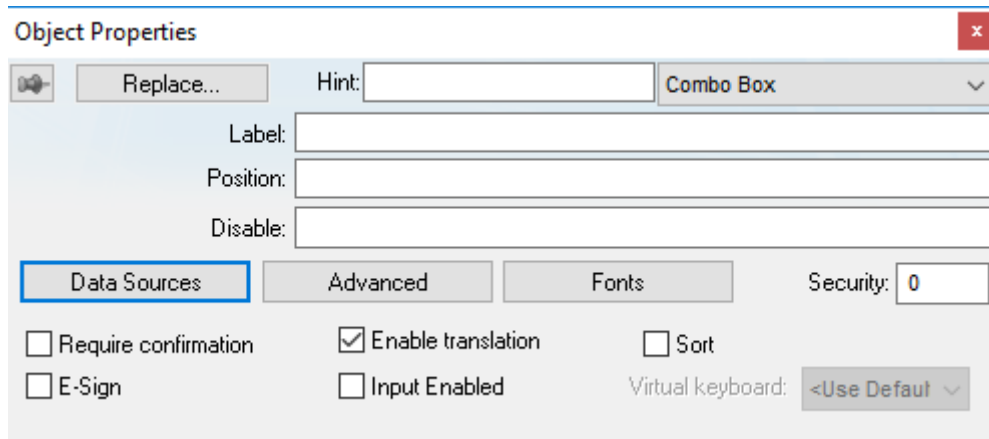 Object Properties x
Replace... Hint: Combo Box
Label:
Position:
Disable:
Data Sources Advanced Fonts Security: 0
Require confirmation Enable translation Sort
E-Sign Input Enabled Virtual keyboard: <Use Defaul